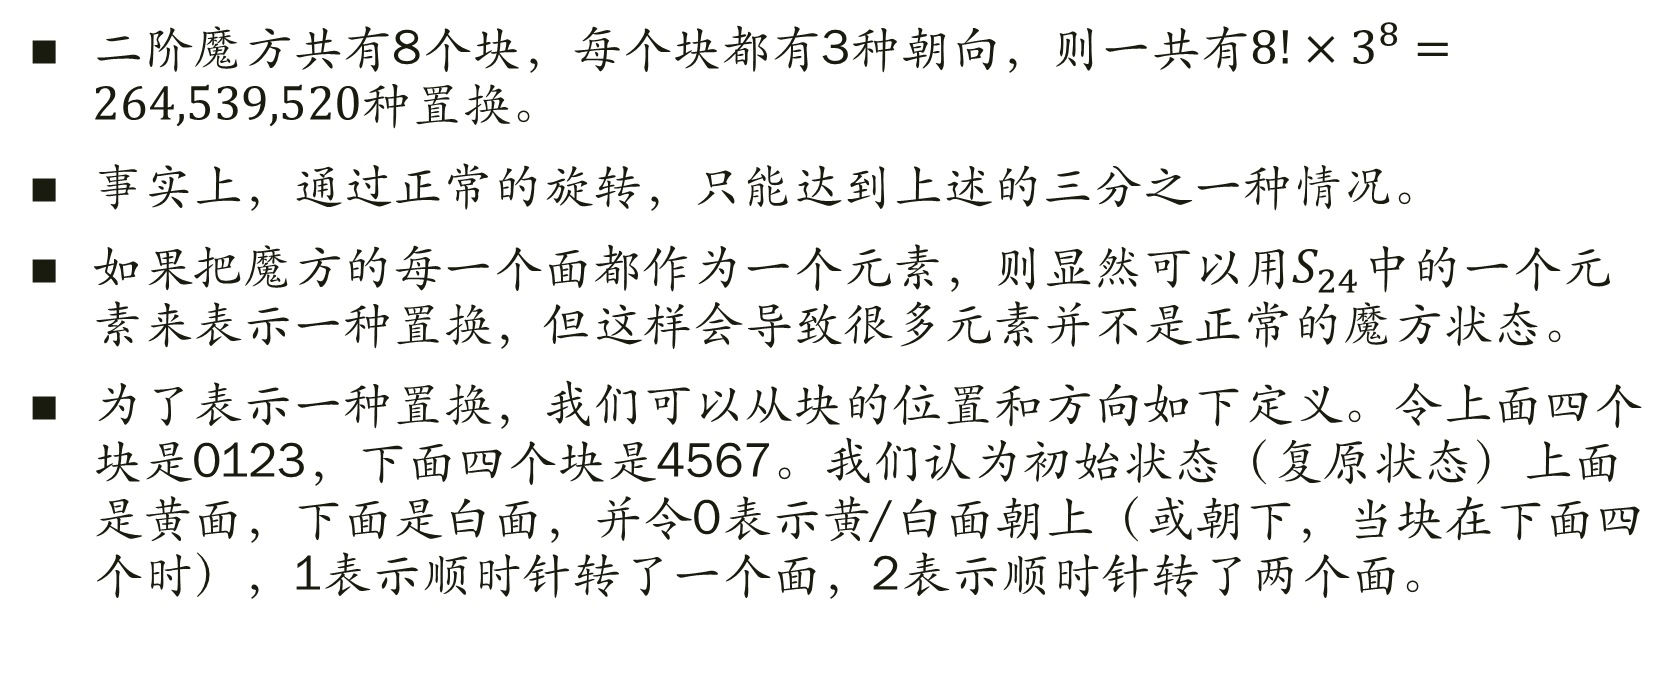 ■ 二阶魔方共有8个块，每个块都有3种朝向，则一共有8! × 3⁸ =
264,539,520种置换。
■ 事实上，通过正常的旋转，只能达到上述的三分之一种情况。
■ 如果把魔方的每一个面都作为一个元素，则显然可以用S₂₄中的一个元
素来表示一种置换，但这样会导致很多元素并不是正常的魔方状态。
■ 为了表示一种置换，我们可以从块的位置和方向如下定义。令上面四个
块是0123，下面四个块是4567。我们认为初始状态（复原状态）上面
是黄面，下面是白面，并令0表示黄/白面朝上（或朝下，当块在下面四
个时），1表示顺时针转了一个面，2表示顺时针转了两个面。